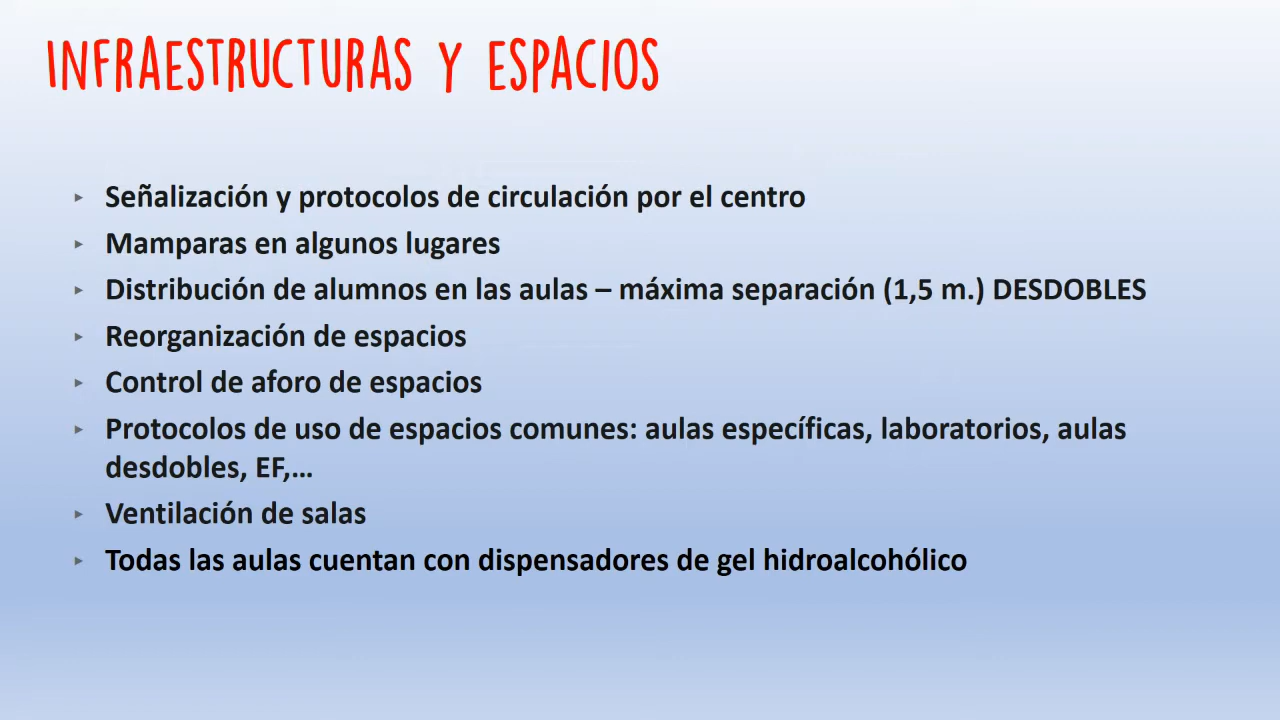 INFRAESTRUCTURAS Y ESPACIOS
Señalización y protocolos de circulación por el centro
Mamparas en algunos lugares
Distribución de alumnos en las aulas – máxima separación (1,5 m.) DESDOBLES
Reorganización de espacios
Control de aforo de espacios
Protocolos de uso de espacios comunes: aulas específicas, laboratorios, aulas
desdobles, EF,...
Ventilación de salas
Todas las aulas cuentan con dispensadores de gel hidroalcohólico